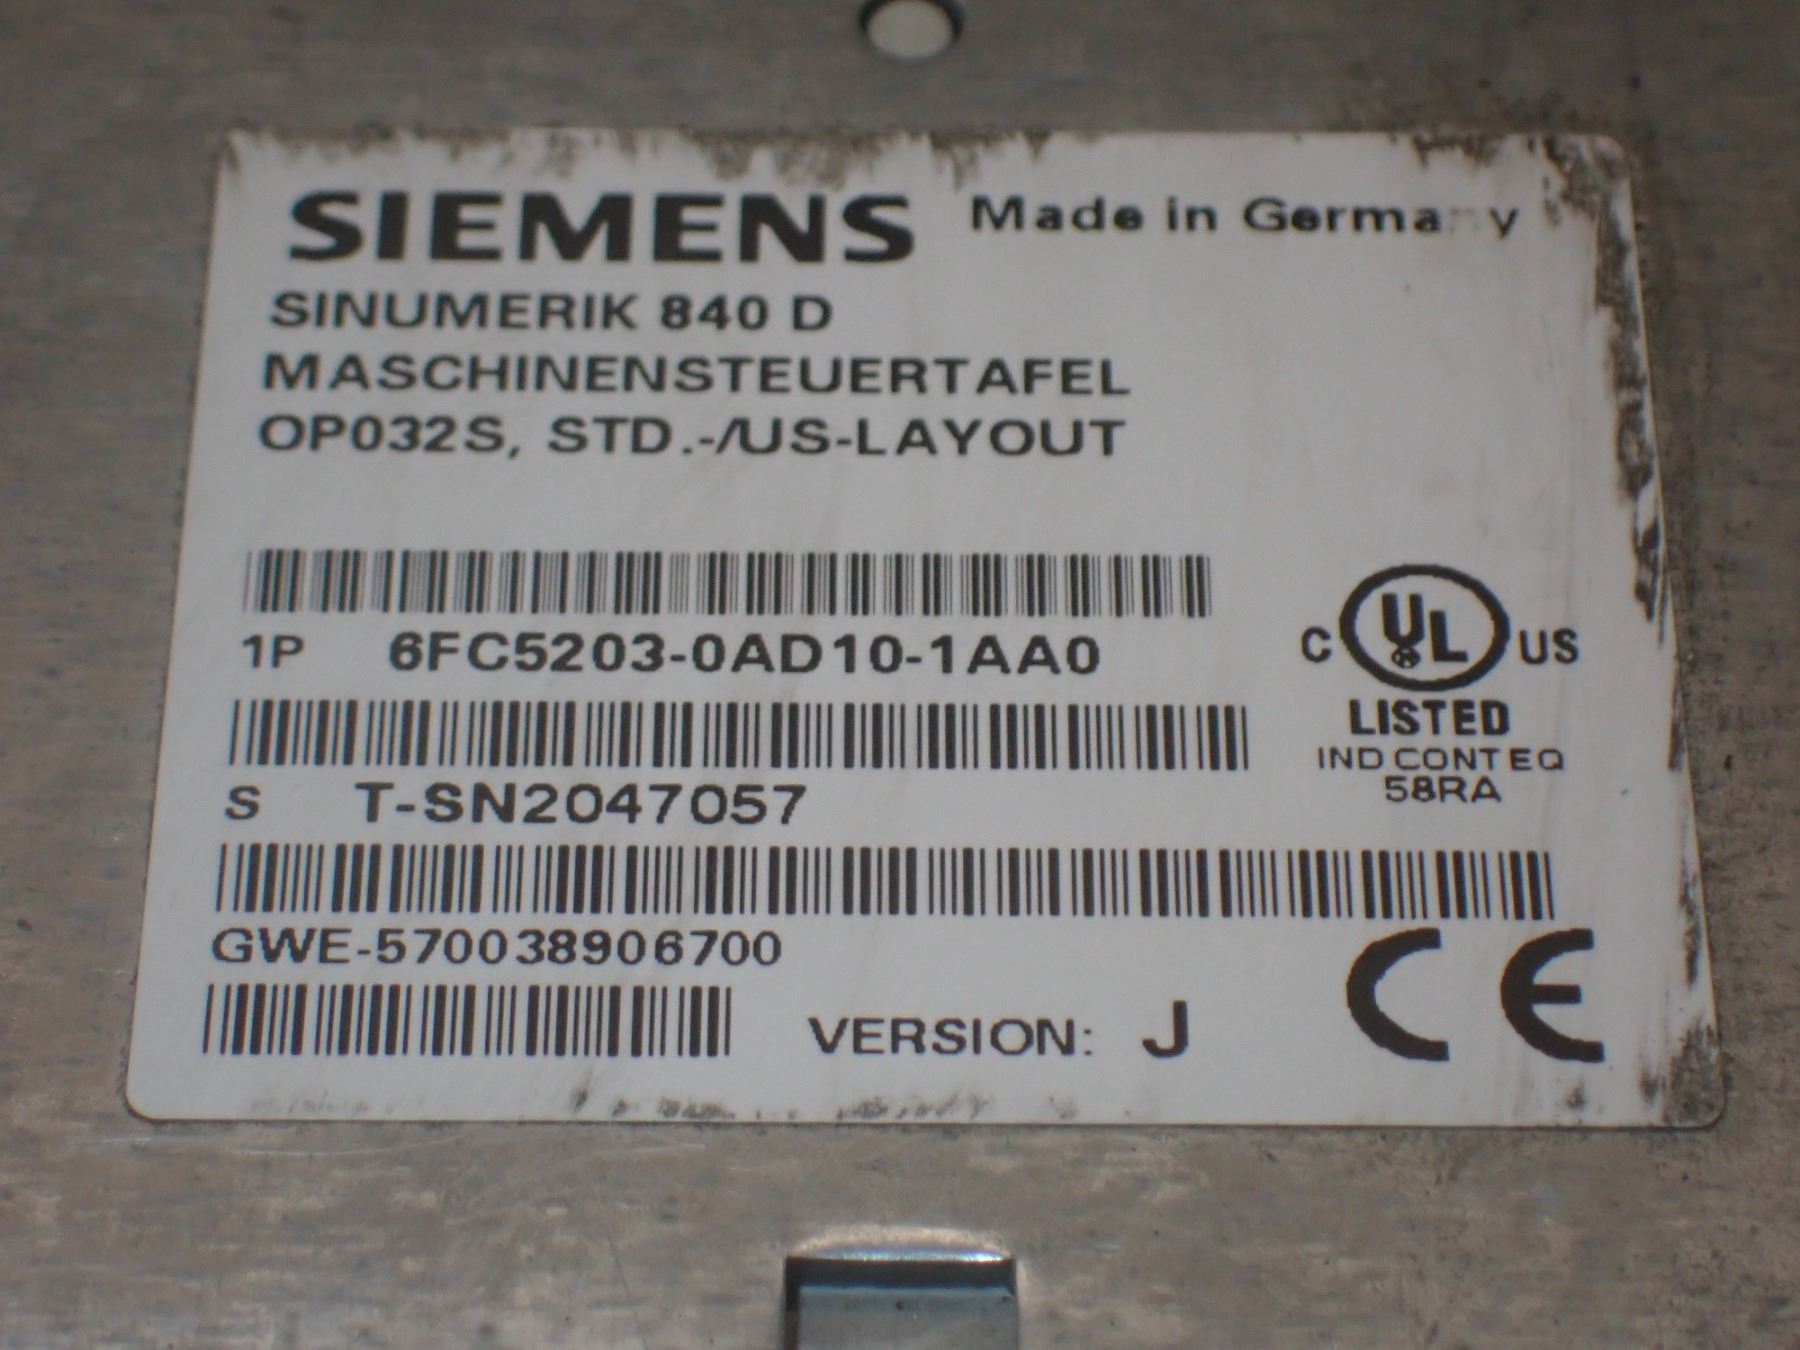 SIEMENS Made in Germany
SINUMERIK 840 D
MASCHINENSTEUERTAFEL
OP032S, STD.-/US-LAYOUT
1P 6FC5203-0AD10-1AA0
C UL US
LISTED
IND CONT EQ
58RA
S T-SN2047057
GWE-570038906700
VERSION: J
CE